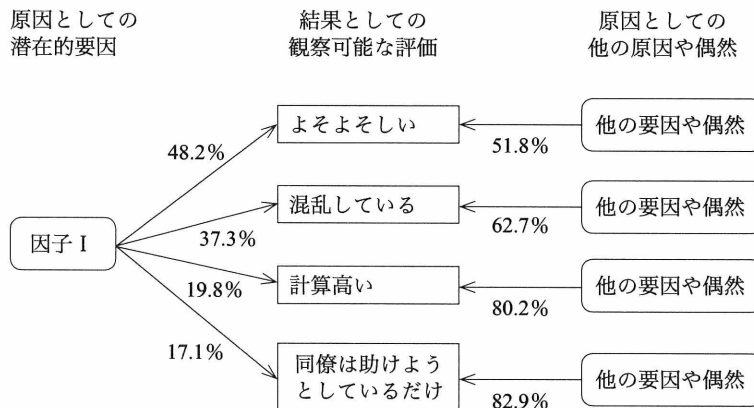 原因としての
潜在的要因
結果としての
観察可能な評価
原因としての
他の原因や偶然
よそよそしい
他の要因や偶然
48.2%
51.8%
混乱している
他の要因や偶然
因子 I
37.3%
62.7%
計算高い
他の要因や偶然
19.8%
80.2%
17.1%
同僚は助けよう
としているだけ
他の要因や偶然
82.9%